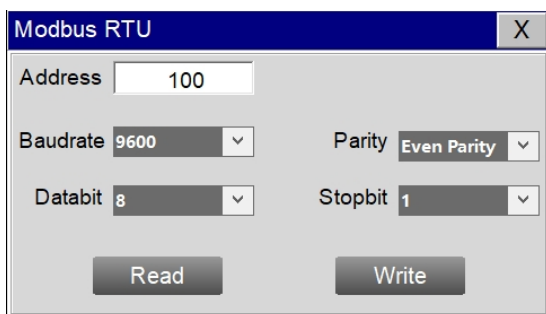 Modbus RTU X
Address 100
Baudrate 9600 Parity Even Parity
Databit 8 Stopbit 1
Read Write